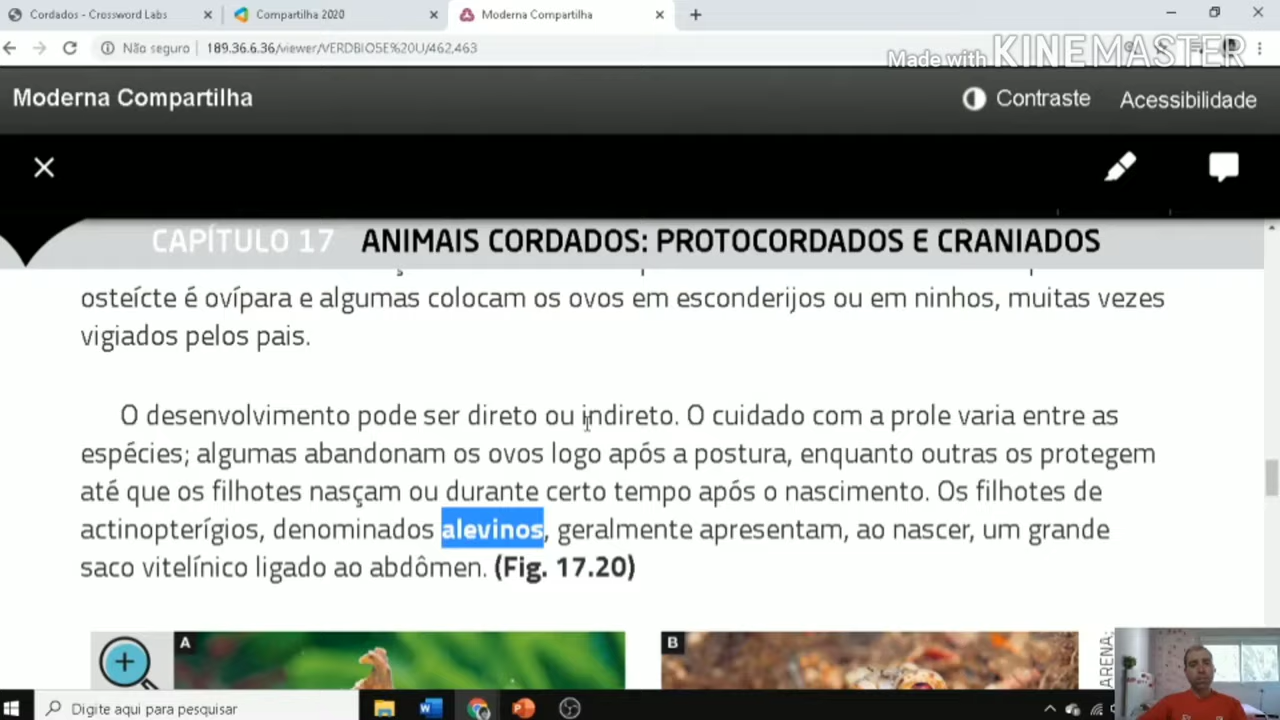 Cordados - Crossword Labs
Compartilha 2020
Moderna Compartilha
Não seguro | 189.36.6.36/viewer/VERDBIO5E%20U/462,463
Made with KINEMASTER
Moderna Compartilha
Contraste
Acessibilidade
CAPÍTULO 17 ANIMAIS CORDADOS: PROTOCORDADOS E CRANIADOS
osteícte é ovípara e algumas colocam os ovos em esconderijos ou em ninhos, muitas vezes
vigiados pelos pais.
O desenvolvimento pode ser direto ou indireto. O cuidado com a prole varia entre as
espécies; algumas abandonam os ovos logo após a postura, enquanto outras os protegem
até que os filhotes nasçam ou durante certo tempo após o nascimento. Os filhotes de
actinopterígios, denominados alevinos, geralmente apresentam, ao nascer, um grande
saco vitelínico ligado ao abdômen. (Fig. 17.20)
A
B
ARENA:
Digite aqui para pesquisar